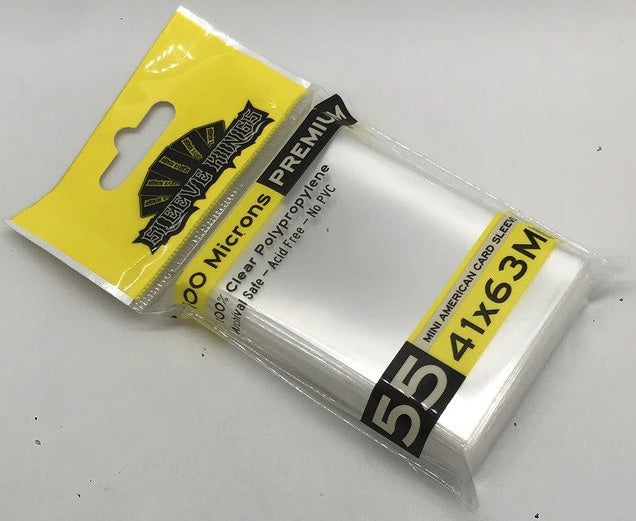 SLEEVE KINGS
00 Microns PREMIUM
100% Clear Polypropylene
Archival Safe – Acid Free – No PVC
55
MINI AMERICAN CARD SLEEV
41x63M